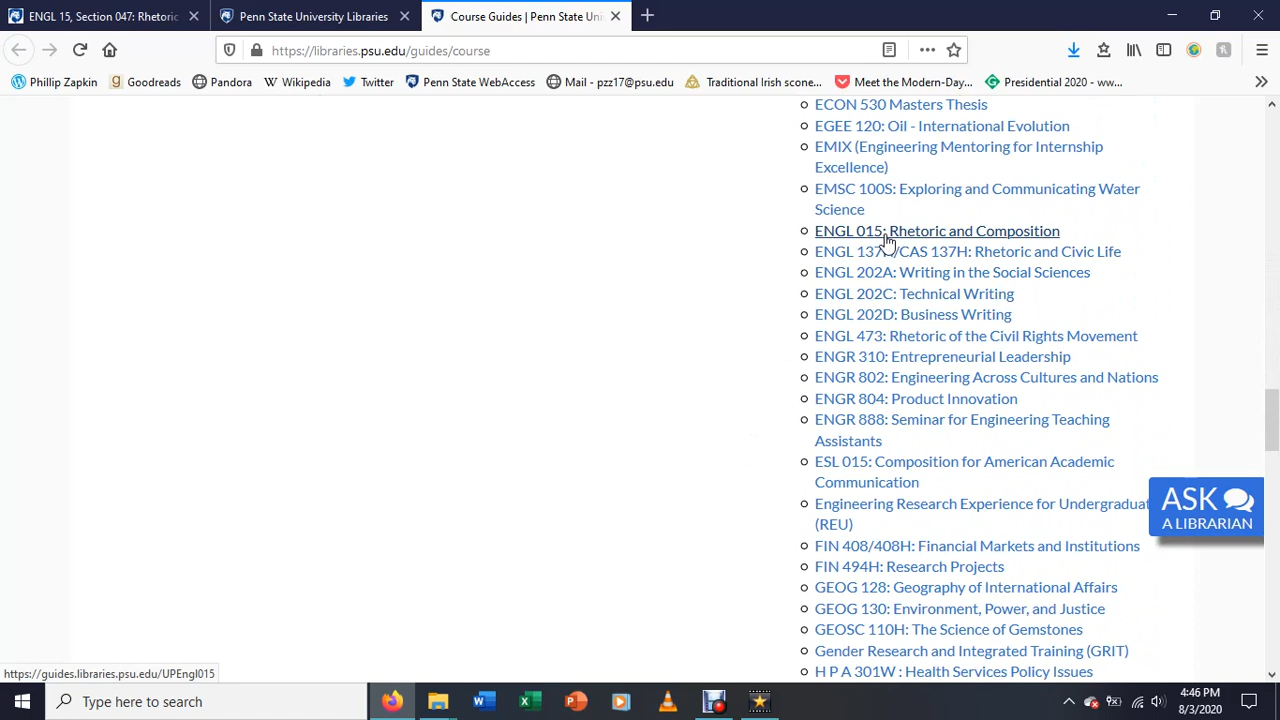 ENGL 15, Section 047: Rhetoric
Penn State University Libraries
Course Guides | Penn State Uni
https://libraries.psu.edu/guides/course
Phillip Zapkin
Goodreads
Pandora
Wikipedia
Twitter
Penn State WebAccess
Mail - pzz17@psu.edu
Traditional Irish scone...
Meet the Modern-Day...
Presidential 2020 - ww...
ECON 530 Masters Thesis
EGEE 120: Oil - International Evolution
EMIX (Engineering Mentoring for Internship
Excellence)
EMSC 100S: Exploring and Communicating Water
Science
ENGL 015: Rhetoric and Composition
ENGL 137H/CAS 137H: Rhetoric and Civic Life
ENGL 202A: Writing in the Social Sciences
ENGL 202C: Technical Writing
ENGL 202D: Business Writing
ENGL 473: Rhetoric of the Civil Rights Movement
ENGR 310: Entrepreneurial Leadership
ENGR 802: Engineering Across Cultures and Nations
ENGR 804: Product Innovation
ENGR 888: Seminar for Engineering Teaching
Assistants
ESL 015: Composition for American Academic
Communication
Engineering Research Experience for Undergraduat
(REU)
FIN 408/408H: Financial Markets and Institutions
FIN 494H: Research Projects
GEOG 128: Geography of International Affairs
GEOG 130: Environment, Power, and Justice
GEOSC 110H: The Science of Gemstones
Gender Research and Integrated Training (GRIT)
H P A 301W : Health Services Policy Issues
ASK
A LIBRARIAN
https://guides.libraries.psu.edu/UPEngl015
Type here to search
4:46 PM
8/3/2020